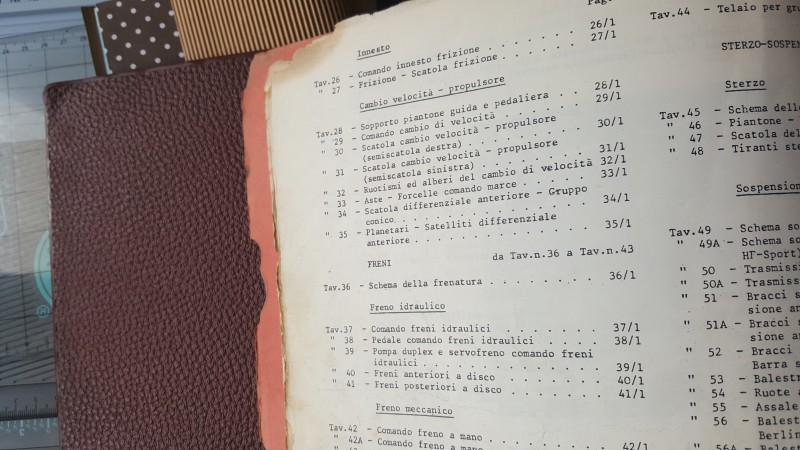 Innesto
Tav.26 - Comando innesto frizione . . . . . . . 26/1
" 27 - Frizione - Scatola frizione . . . . . . 27/1
Cambio velocità - propulsore
Tav.28 - Sopporto piantone guida e pedaliera . . 28/1
" 29 - Comando cambio di velocità . . . . . . 29/1
" 30 - Scatola cambio velocità - propulsore
(semiscatola destra) . . . . . . . . . 30/1
" 31 - Scatola cambio velocità - propulsore
(semiscatola sinistra) . . . . . . . . 31/1
" 32 - Ruotismi ed alberi del cambio di velocità 32/1
" 33 - Aste - Forcelle comando marce . . . . . 33/1
" 34 - Scatola differenziale anteriore - Gruppo
conico . . . . . . . . . . . . . . . 34/1
" 35 - Planetari - Satelliti differenziale
anteriore . . . . . . . . . . . . . . 35/1
FRENI da Tav.n.36 a Tav.n.43
Tav.36 - Schema della frenatura . . . . . . . . 36/1
Freno idraulico
Tav.37 - Comando freni idraulici . . . . . . . 37/1
" 38 - Pedale comando freni idraulici . . . . 38/1
" 39 - Pompa duplex e servofreno comando freni
idraulici . . . . . . . . . . . . . . 39/1
" 40 - Freni anteriori a disco . . . . . . . . 40/1
" 41 - Freni posteriori a disco . . . . . . . 41/1
Freno meccanico
Tav.42 - Comando freno a mano . . . . . . . . . 42/1
" 42A - Comando freno a mano
Tav.44 - Telaio per gru
STERZO-SOSPEN
Sterzo
Tav.45 - Schema dell
" 46 - Piantone -
" 47 - Scatola del
" 48 - Tiranti ste
Sospension
Tav.49 - Schema so
" 49A - Schema so
HF-Sport)
" 50 - Trasmiss
" 50A - Trasmiss
" 51 - Bracci s
sione an
" 51A - Bracci s
sione a
" 52 - Bracci
Barra s
" 53 - Balestr
" 54 - Ruote a
" 55 - Assale
" 56 - Balest
Berlin
" 56A - Bales